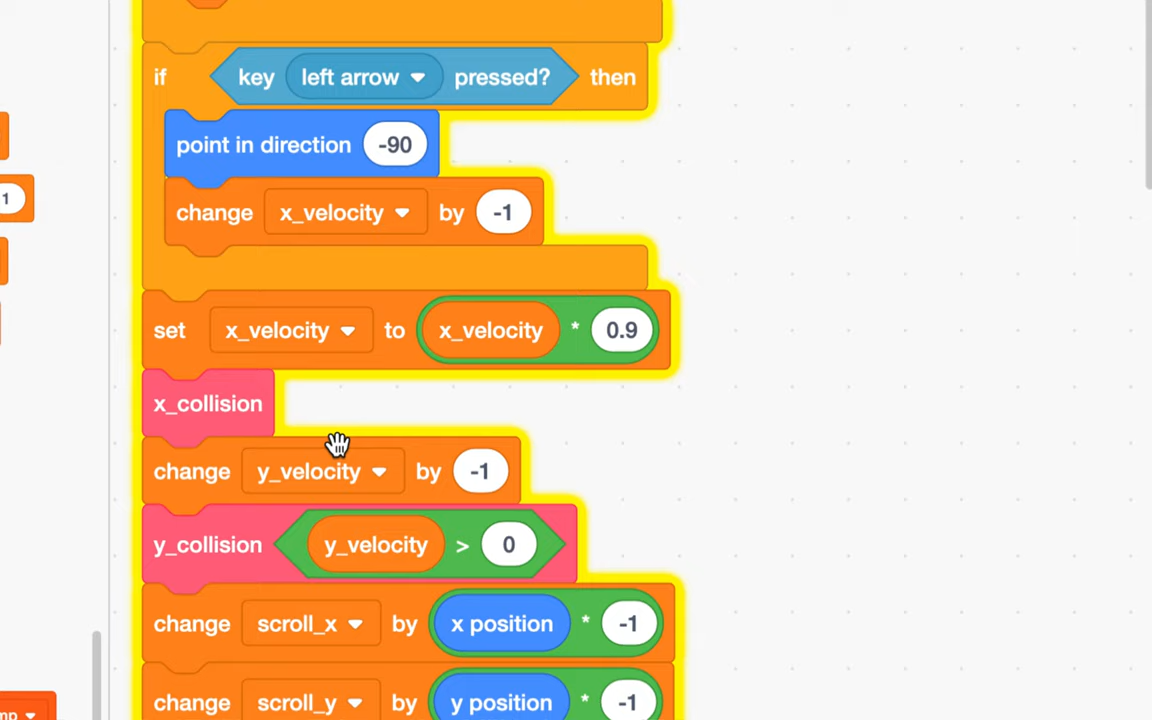 if key left arrow pressed? then
point in direction -90
1
change x_velocity by -1
set x_velocity to x_velocity * 0.9
x_collision
change y_velocity by -1
y_collision y_velocity > 0
change scroll_x by x position * -1
change scroll_y by y position * -1